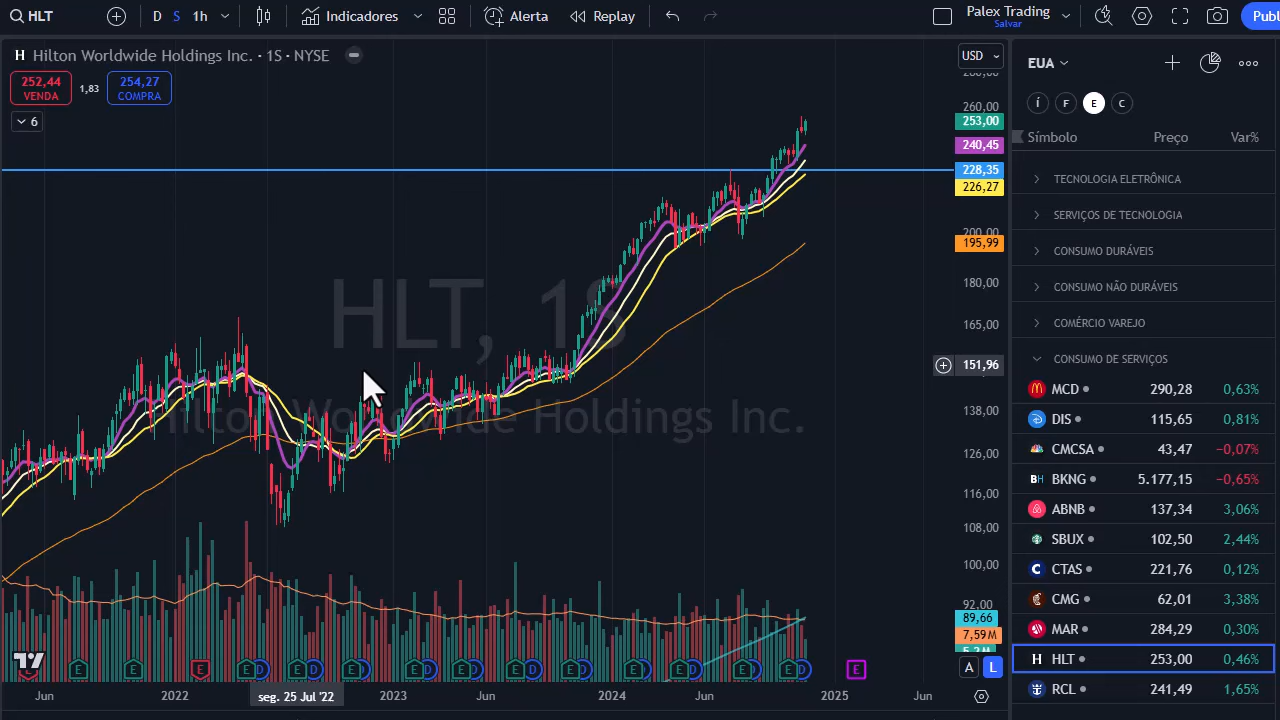 HLT
D S 1h
Indicadores
Alerta
Replay
Palex Trading
Salvar
Publ
H Hilton Worldwide Holdings Inc. · 1S · NYSE
252,44
VENDA
1,83
254,27
COMPRA
6
HLT, 1S
Hilton Worldwide Holdings Inc.
USD
260,00
253,00
240,45
228,35
226,27
200,00
195,99
180,00
165,00
151,96
138,00
126,00
116,00
108,00
100,00
92,00
89,66
7,59M
A L
Jun 2022 seg. 25 Jul '22 2023 Jun 2024 Jun 2025 Jun
EUA
I F E C
Símbolo Preço Var%
TECNOLOGIA ELETRÔNICA
SERVIÇOS DE TECNOLOGIA
CONSUMO DURÁVEIS
CONSUMO NÃO DURÁVEIS
COMÉRCIO VAREJO
CONSUMO DE SERVIÇOS
MCD 290,28 0,63%
DIS 115,65 0,81%
CMCSA 43,47 −0,07%
BKNG 5.177,15 −0,65%
ABNB 137,34 3,06%
SBUX 102,50 2,44%
CTAS 221,76 0,12%
CMG 62,01 3,38%
MAR 284,29 0,30%
HLT 253,00 0,46%
RCL 241,49 1,65%